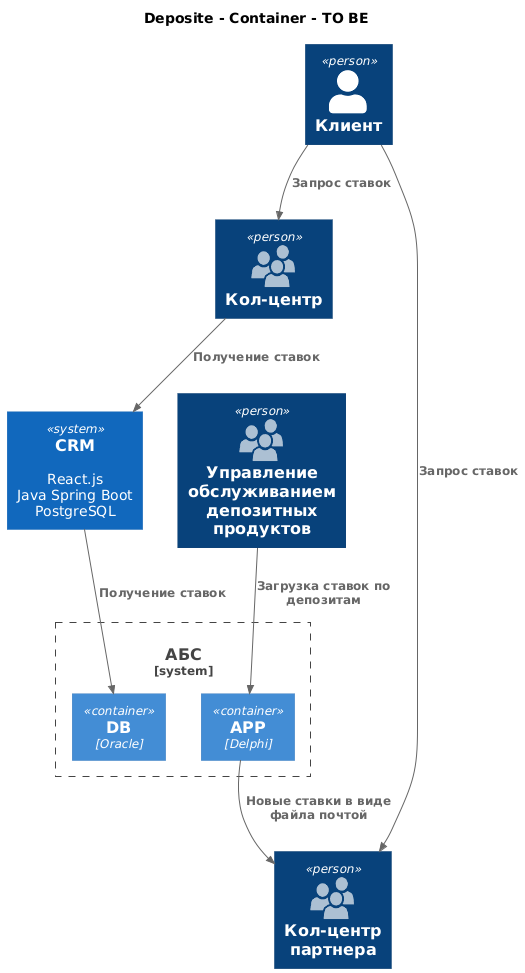 Deposite - Container - TO BE
«person»
Клиент
Запрос ставок
«person»
Кол-центр
Получение ставок
«system»
CRM
React.js
Java Spring Boot
PostgreSQL
«person»
Управление
обслуживанием
депозитных
продуктов
Запрос ставок
Получение ставок
Загрузка ставок по
депозитам
АБС
[system]
«container»
DB
[Oracle]
«container»
APP
[Delphi]
Новые ставки в виде
файла почтой
«person»
Кол-центр
партнера